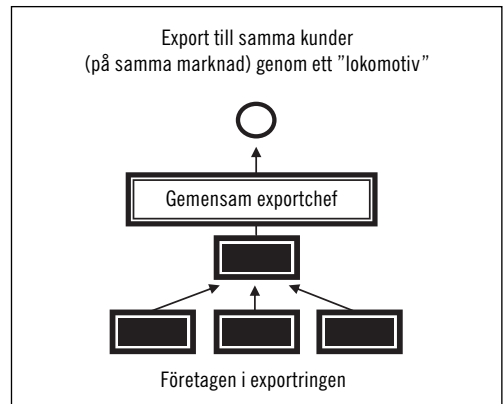 Export till samma kunder
(på samma marknad) genom ett ”lokomotiv”
Gemensam exportchef
Företagen i exportringen